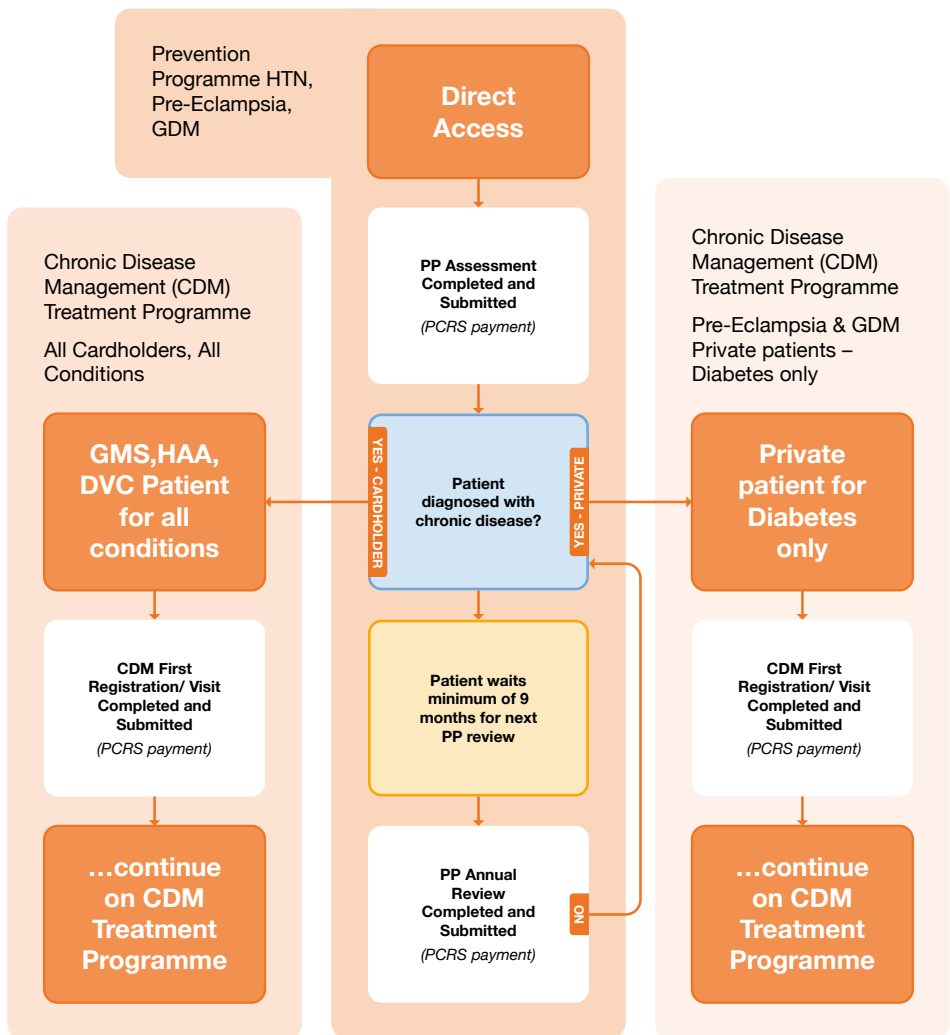 Prevention
Programme HTN,
Pre-Eclampsia,
GDM
Direct
Access
PP Assessment
Completed and
Submitted
(PCRS payment)
Chronic Disease
Management (CDM)
Treatment Programme
All Cardholders, All
Conditions
Chronic Disease
Management (CDM)
Treatment Programme
Pre-Eclampsia & GDM
Private patients –
Diabetes only
GMS,HAA,
DVC Patient
for all
conditions
YES - CARDHOLDER
Patient
diagnosed with
chronic disease?
YES - PRIVATE
Private
patient for
Diabetes
only
CDM First
Registration/ Visit
Completed and
Submitted
(PCRS payment)
Patient waits
minimum of 9
months for next
PP review
CDM First
Registration/ Visit
Completed and
Submitted
(PCRS payment)
...continue
on CDM
Treatment
Programme
PP Annual
Review
Completed and
Submitted
(PCRS payment)
NO
...continue
on CDM
Treatment
Programme